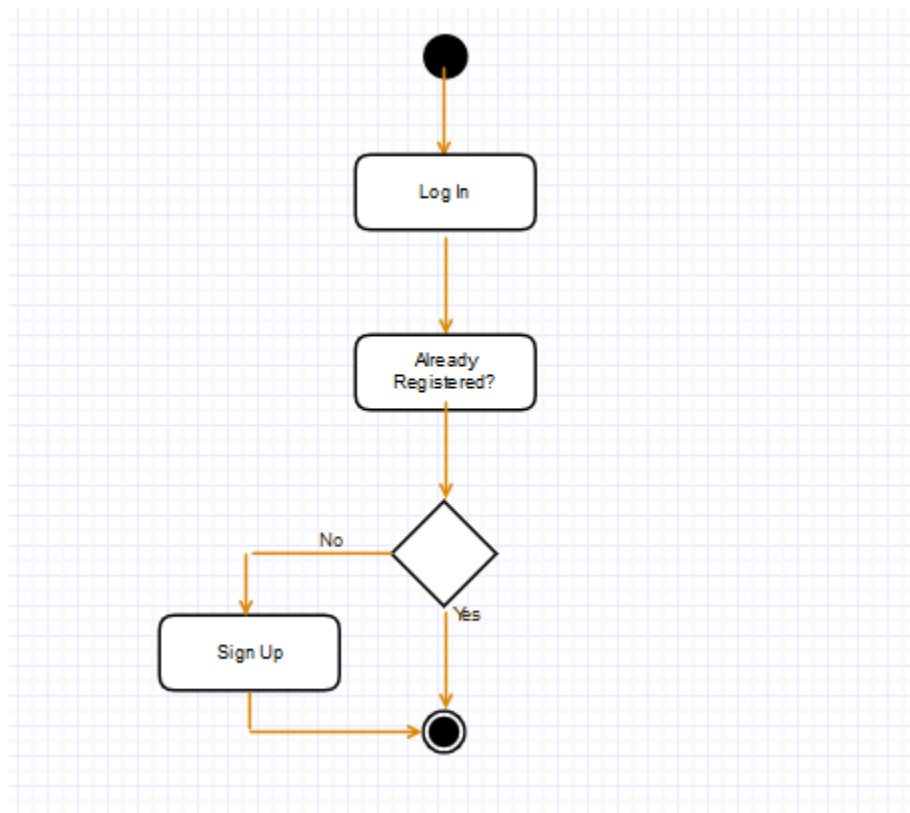 Log In
Already
Registered?
No
Yes
Sign Up